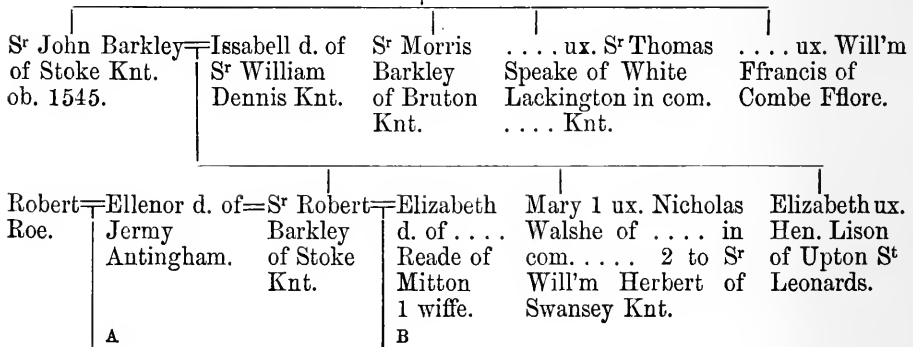 Sʳ John Barkley=Issabell d. of
of Stoke Knt. Sʳ William
ob. 1545. Dennis Knt.
Sʳ Morris
Barkley
of Bruton
Knt.
. . . . ux. Sʳ Thomas
Speake of White
Lackington in com.
. . . . Knt.
. . . . ux. Will'm
Ffrancis of
Combe Fflore.
Robert=Ellenor d. of=Sʳ Robert=Elizabeth
Roe. Jermy Barkley d. of . . . .
Antingham. of Stoke Reade of
Knt. Mitton
1 wiffe.
Mary 1 ux. Nicholas
Walshe of . . . . in
com. . . . . 2 to Sʳ
Will'm Herbert of
Swansey Knt.
Elizabeth ux.
Hen. Lison
of Upton Sᵗ
Leonards.
A B